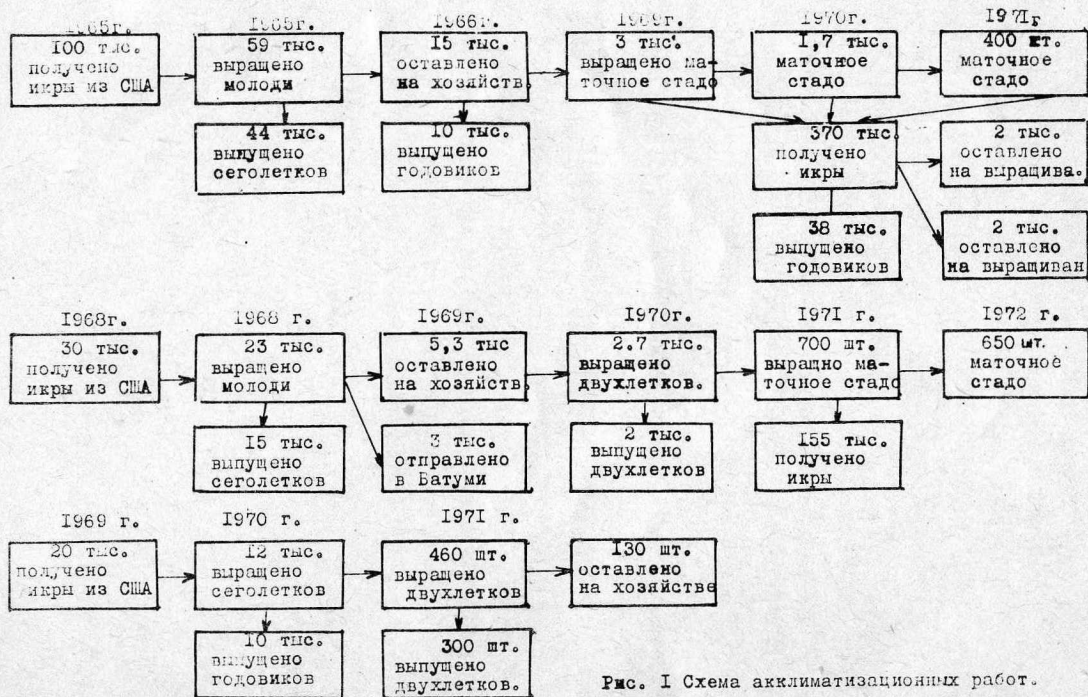 1965г.
1965г.
1966г.
1969г.
1970г.
1971г
100 тыс.
получено
икры из США
59 тыс.
выращено
молоди
15 тыс.
оставлено
на хозяйств
3 тыс.
выращено ма-
точное стадо
1,7 тыс.
маточное
стадо
400 шт.
маточное
стадо
44 тыс.
выпущено
сеголетков
10 тыс.
выпущено
годовиков
370 тыс.
получено
икры
2 тыс.
оставлено
на выращива.
38 тыс.
выпущено
годовиков
2 тыс.
оставлено
на выращиван
1968г.
1968 г.
1969г.
1970г.
1971 г.
1972 г.
30 тыс.
получено
икры из США
23 тыс.
выращено
молоди
5,3 тыс
оставлено
на хозяйств
2.7 тыс.
выращено
двухлетков.
700 шт.
выращно ма-
точное стадо
650 шт.
маточное
стадо
15 тыс.
выпущено
сеголетков
3 тыс.
отправлено
в Батуми
2 тыс.
выпущено
двухлетков
155 тыс.
получено
икры
1969 г.
1970 г.
1971 г.
20 тыс.
получено
икры из США
12 тыс.
выращено
сеголетков
460 шт.
выращено
двухлетков
130 шт.
оставлено
на хозяйстве
10 тыс.
выпущено
годовиков
300 шт.
выпущено
двухлетков.
Рис. I Схема акклиматизационных работ.